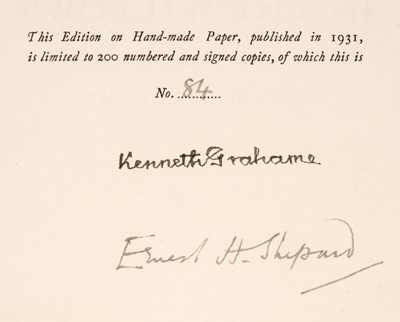 This Edition on Hand-made Paper, published in 1931,
is limited to 200 numbered and signed copies, of which this is
No. 84
Kenneth Grahame
Ernest H. Shepard